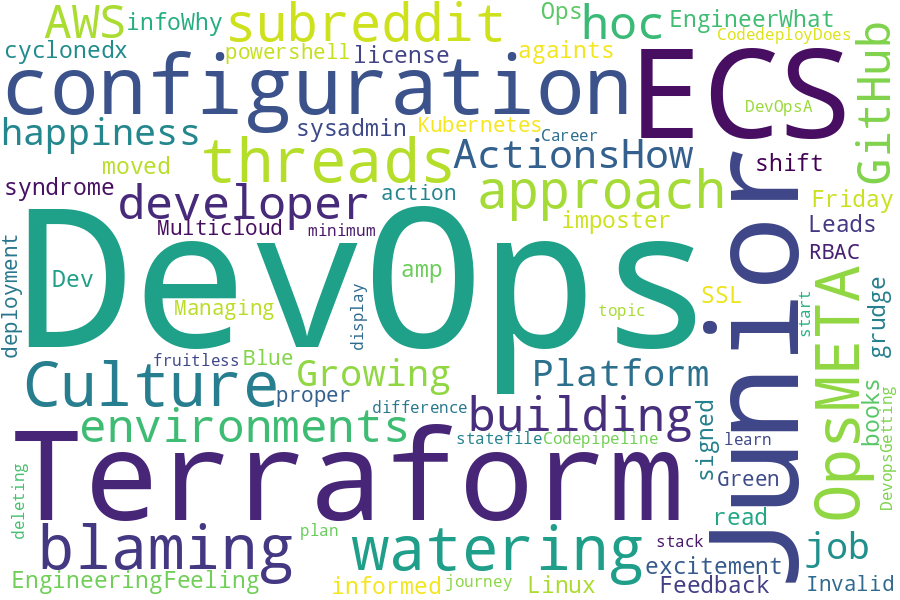 AWS
infoWhy
subreddit
Ops
hoc
EngineerWhat
CodedeployDoes
cyclonedx
powershell
license
againts
GitHub
configuration
ECS
DevOpsA
happiness
sysadmin
Kubernetes
Career
moved
threads
ActionsHow
shift
syndrome
developer
action
approach
junior
Friday
Multicloud
minimum
imposter
Leads
RBAC
deployment
DevOps
Dev
amp
Managing
display
topic
SSL
start
grudge
fruitless
Blue
Culture
Growing
proper
Platform
OpsMETA
difference
building
books
DevopsGetting
environments
statefile
Codepipeline
signed
learn
Terraform
Green
deleting
plan
read
blaming
watering
stack
job
excitement
EngineeringFeeling
informed
journey
Linux
Feedback
Invalid